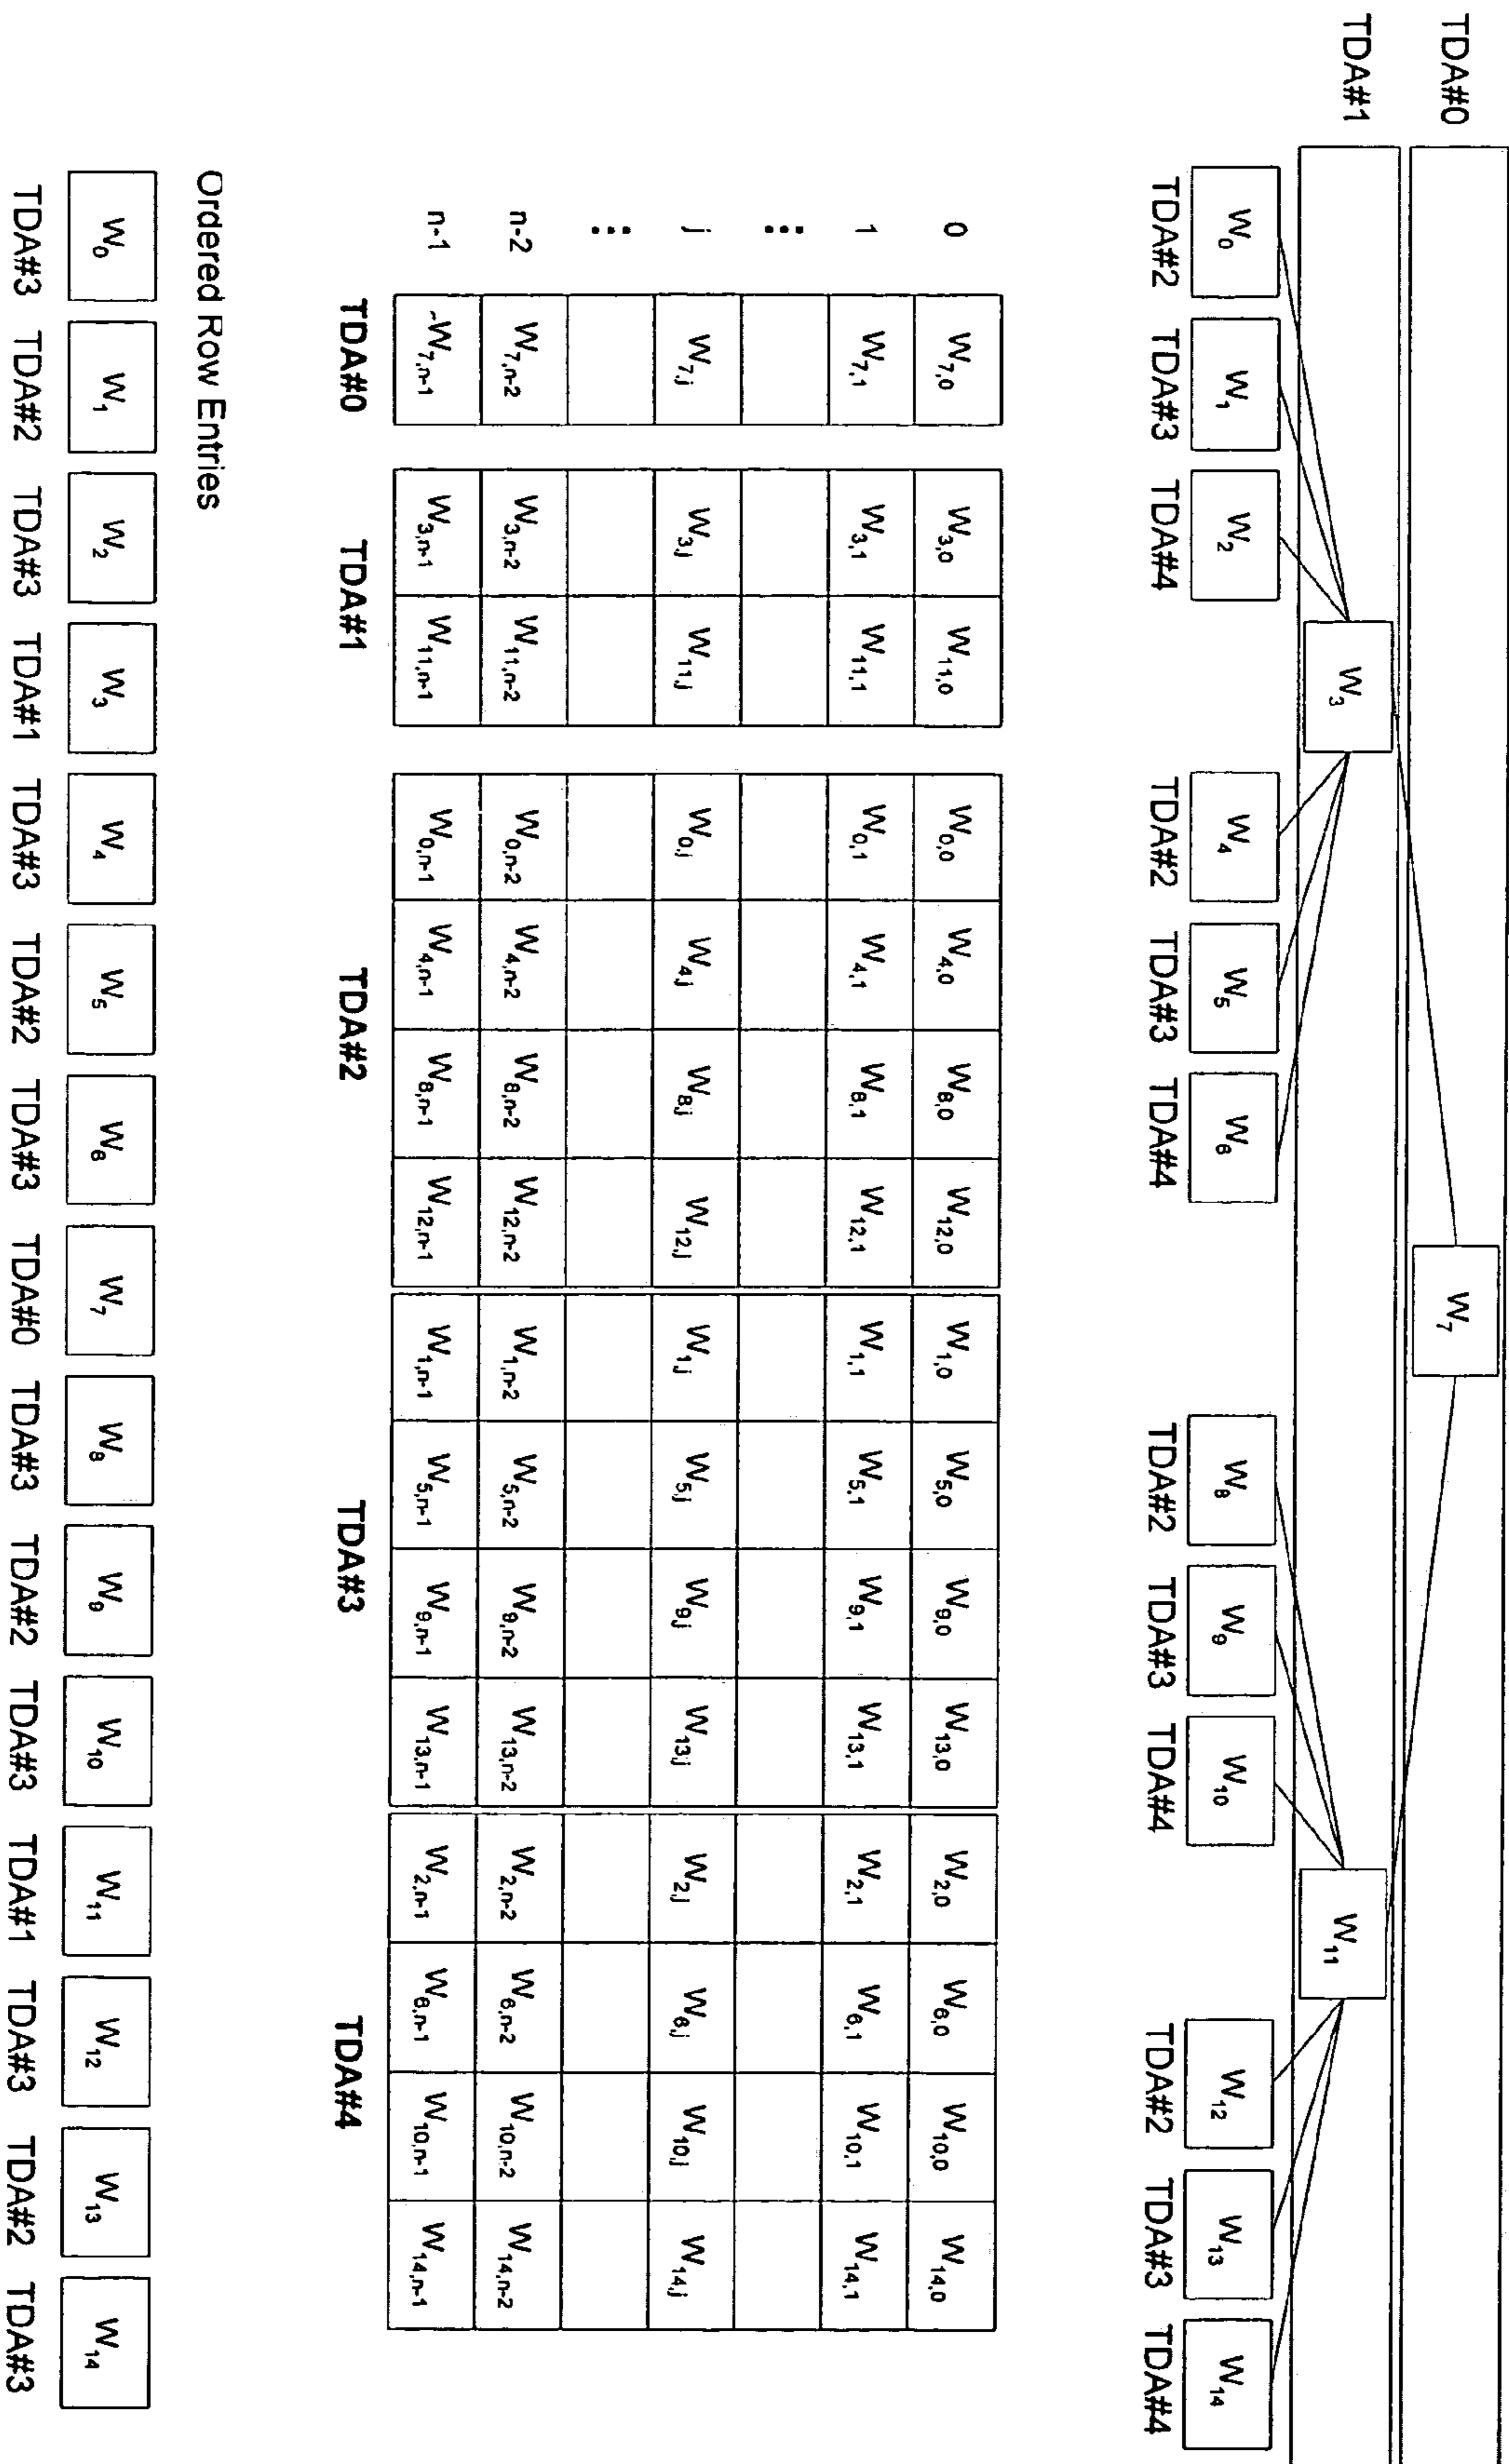 TDA#0
W7
TDA#1
W3 W11
W0 W1 W2 W4 W5 W6 W8 W9 W10 W12 W13 W14
TDA#2 TDA#3 TDA#4 TDA#2 TDA#3 TDA#4 TDA#2 TDA#3 TDA#4 TDA#2 TDA#3 TDA#4
0 W7,0 W3,0 W11,0 W0,0 W4,0 W8,0 W12,0 W1,0 W5,0 W9,0 W13,0 W2,0 W6,0 W10,0 W14,0
1 W7,1 W3,1 W11,1 W0,1 W4,1 W8,1 W12,1 W1,1 W5,1 W9,1 W13,1 W2,1 W6,1 W10,1 W14,1
...
j W7,j W3,j W11,j W0,j W4,j W8,j W12,j W1,j W5,j W9,j W13,j W2,j W6,j W10,j W14,j
...
n-2 W7,n-2 W3,n-2 W11,n-2 W0,n-2 W4,n-2 W8,n-2 W12,n-2 W1,n-2 W5,n-2 W9,n-2 W13,n-2 W2,n-2 W6,n-2 W10,n-2 W14,n-2
n-1 -W7,n-1 W3,n-1 W11,n-1 W0,n-1 W4,n-1 W8,n-1 W12,n-1 W1,n-1 W5,n-1 W9,n-1 W13,n-1 W2,n-1 W6,n-1 W10,n-1 W14,n-1
TDA#0 TDA#1 TDA#2 TDA#3 TDA#4
Ordered Row Entries
W0 W1 W2 W3 W4 W5 W6 W7 W8 W9 W10 W11 W12 W13 W14
TDA#3 TDA#2 TDA#3 TDA#1 TDA#3 TDA#2 TDA#3 TDA#0 TDA#3 TDA#2 TDA#3 TDA#1 TDA#3 TDA#2 TDA#3